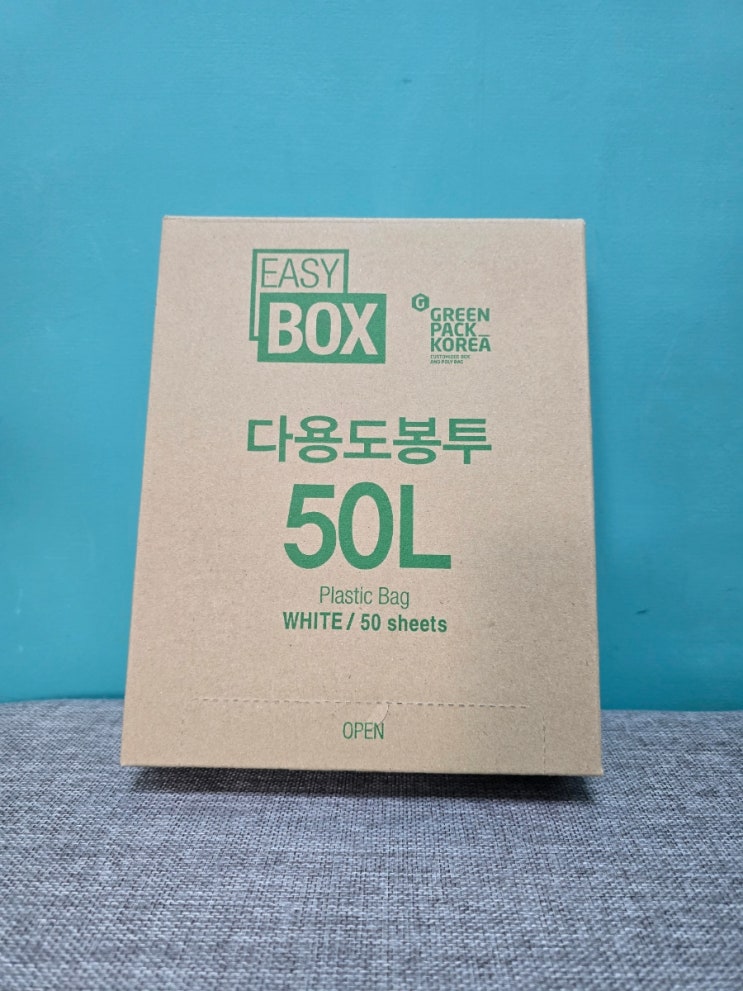 EASY
BOX
G
GREEN
PACK_
KOREA
CUSTOMIZED BOX
AND POLY BAG
다용도봉투
50L
Plastic Bag
WHITE / 50 sheets
OPEN